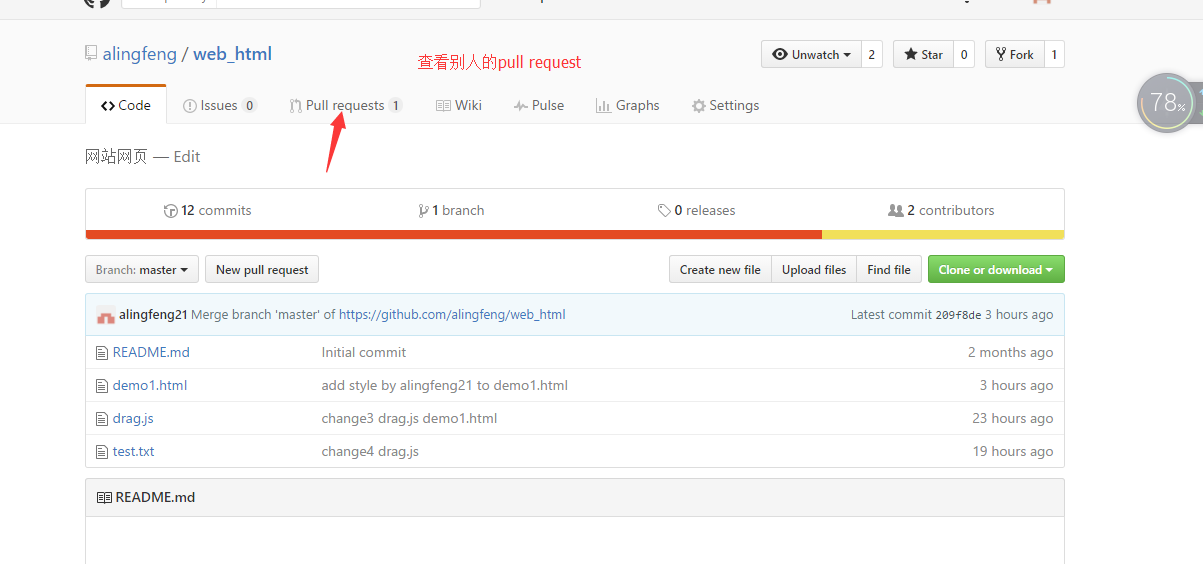 alingfeng / web_html
查看别人的pull request
Unwatch 2 Star 0 Fork 1
Code Issues 0 Pull requests 1 Wiki Pulse Graphs Settings
78%
网站网页 — Edit
12 commits 1 branch 0 releases 2 contributors
Branch: master New pull request Create new file Upload files Find file Clone or download
alingfeng21 Merge branch 'master' of https://github.com/alingfeng/web_html Latest commit 209f8de 3 hours ago
README.md Initial commit 2 months ago
demo1.html add style by alingfeng21 to demo1.html 3 hours ago
drag.js change3 drag.js demo1.html 23 hours ago
test.txt change4 drag.js 19 hours ago
README.md